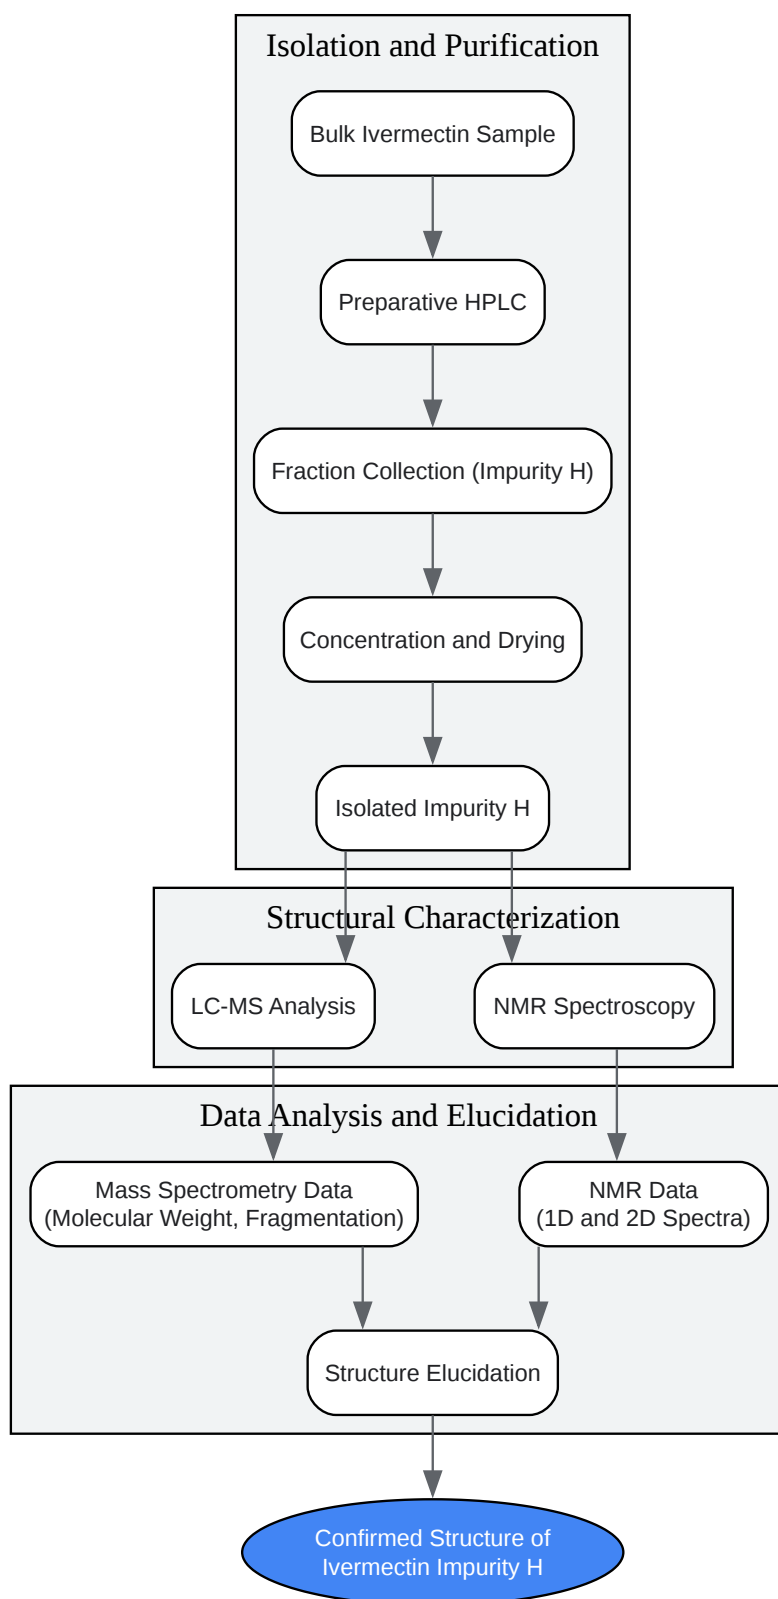 Isolation and Purification
Bulk Ivermectin Sample
Preparative HPLC
Fraction Collection (Impurity H)
Concentration and Drying
Isolated Impurity H
Structural Characterization
LC-MS Analysis
NMR Spectroscopy
Data Analysis and Elucidation
Mass Spectrometry Data
(Molecular Weight, Fragmentation)
NMR Data
(1D and 2D Spectra)
Structure Elucidation
Confirmed Structure of
Ivermectin Impurity H